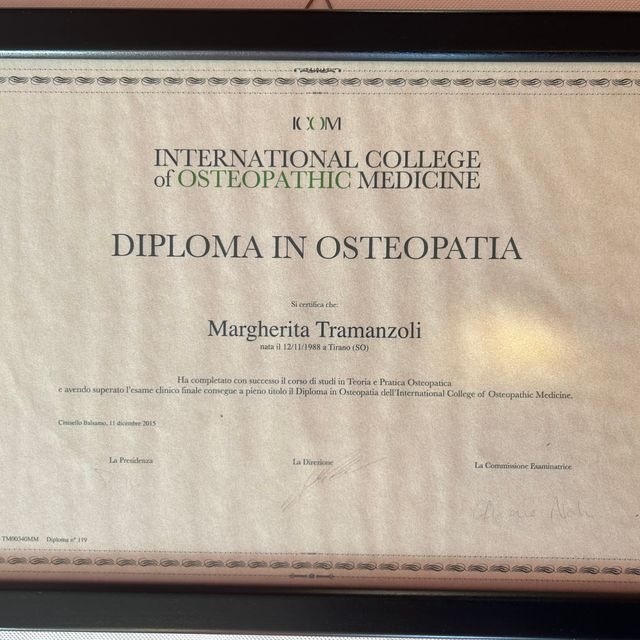 ICOM
INTERNATIONAL COLLEGE
of OSTEOPATHIC MEDICINE
DIPLOMA IN OSTEOPATIA
Si certifica che:
Margherita Tramanzoli
nata il 12/11/1988 a Tirano (SO)
Ha completato con successo il corso di studi in Teoria e Pratica Osteopatica
e avendo superato l'esame clinico finale consegue a pieno titolo il Diploma in Osteopatia dell'International College of Osteopathic Medicine.
Cinisello Balsamo, 11 dicembre 2015
La Presidenza
La Direzione
La Commissione Esaminatrice
TM00340MM Diploma n° 119